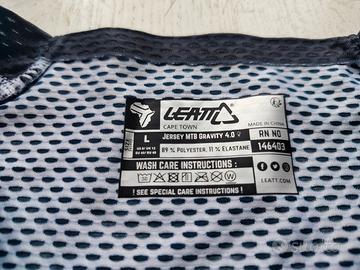 LEATT
CAPE TOWN
MADE IN CHINA
L
JERSEY MTB GRAVITY 4.0
RN NO
89 % POLYESTER, 11 % ELASTANE
146403
WASH CARE INSTRUCTIONS :
! SEE SPECIAL CARE INSTRUCTIONS !
LEATT.COM
Subito